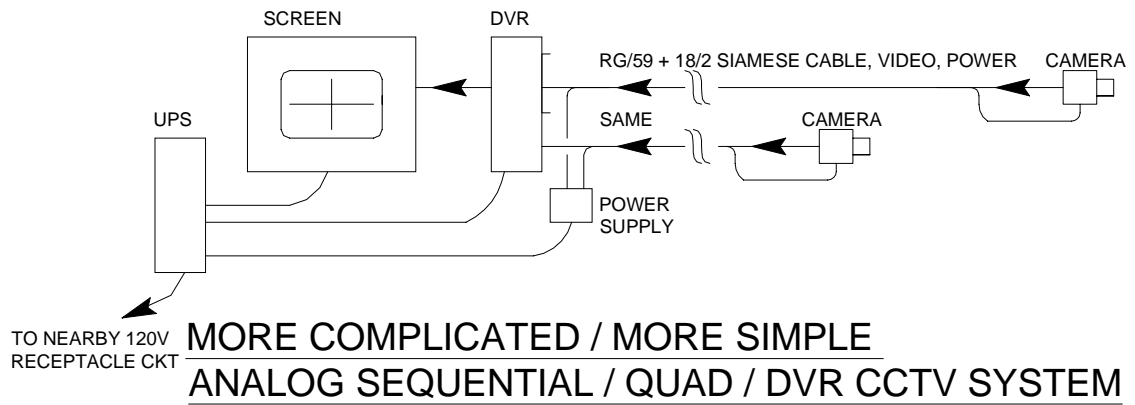 SCREEN
DVR
RG/59 + 18/2 SIAMESE CABLE, VIDEO, POWER
CAMERA
UPS
SAME
CAMERA
POWER
SUPPLY
TO NEARBY 120V
RECEPTACLE CKT
MORE COMPLICATED / MORE SIMPLE
ANALOG SEQUENTIAL / QUAD / DVR CCTV SYSTEM